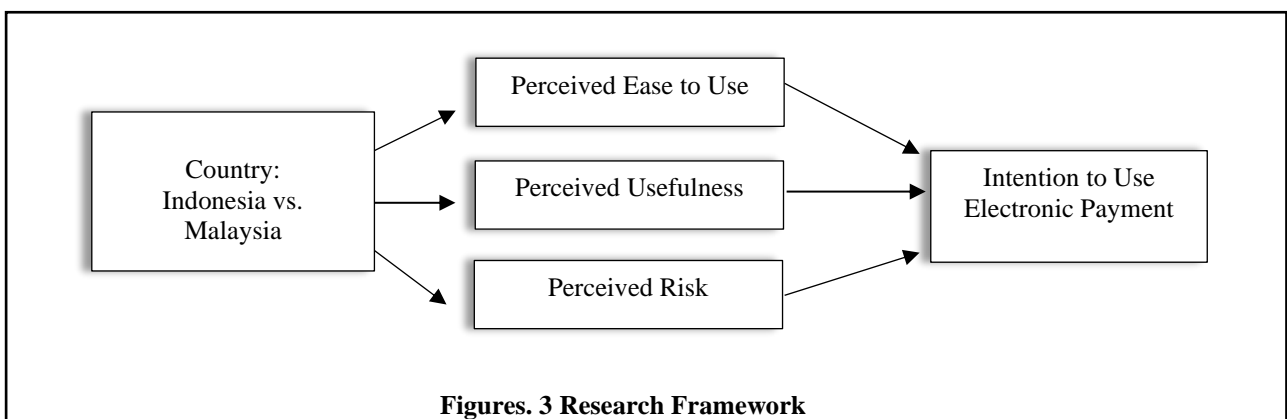 Perceived Ease to Use
Country:
Indonesia vs.
Malaysia
Perceived Usefulness
Intention to Use
Electronic Payment
Perceived Risk
Figures. 3 Research Framework